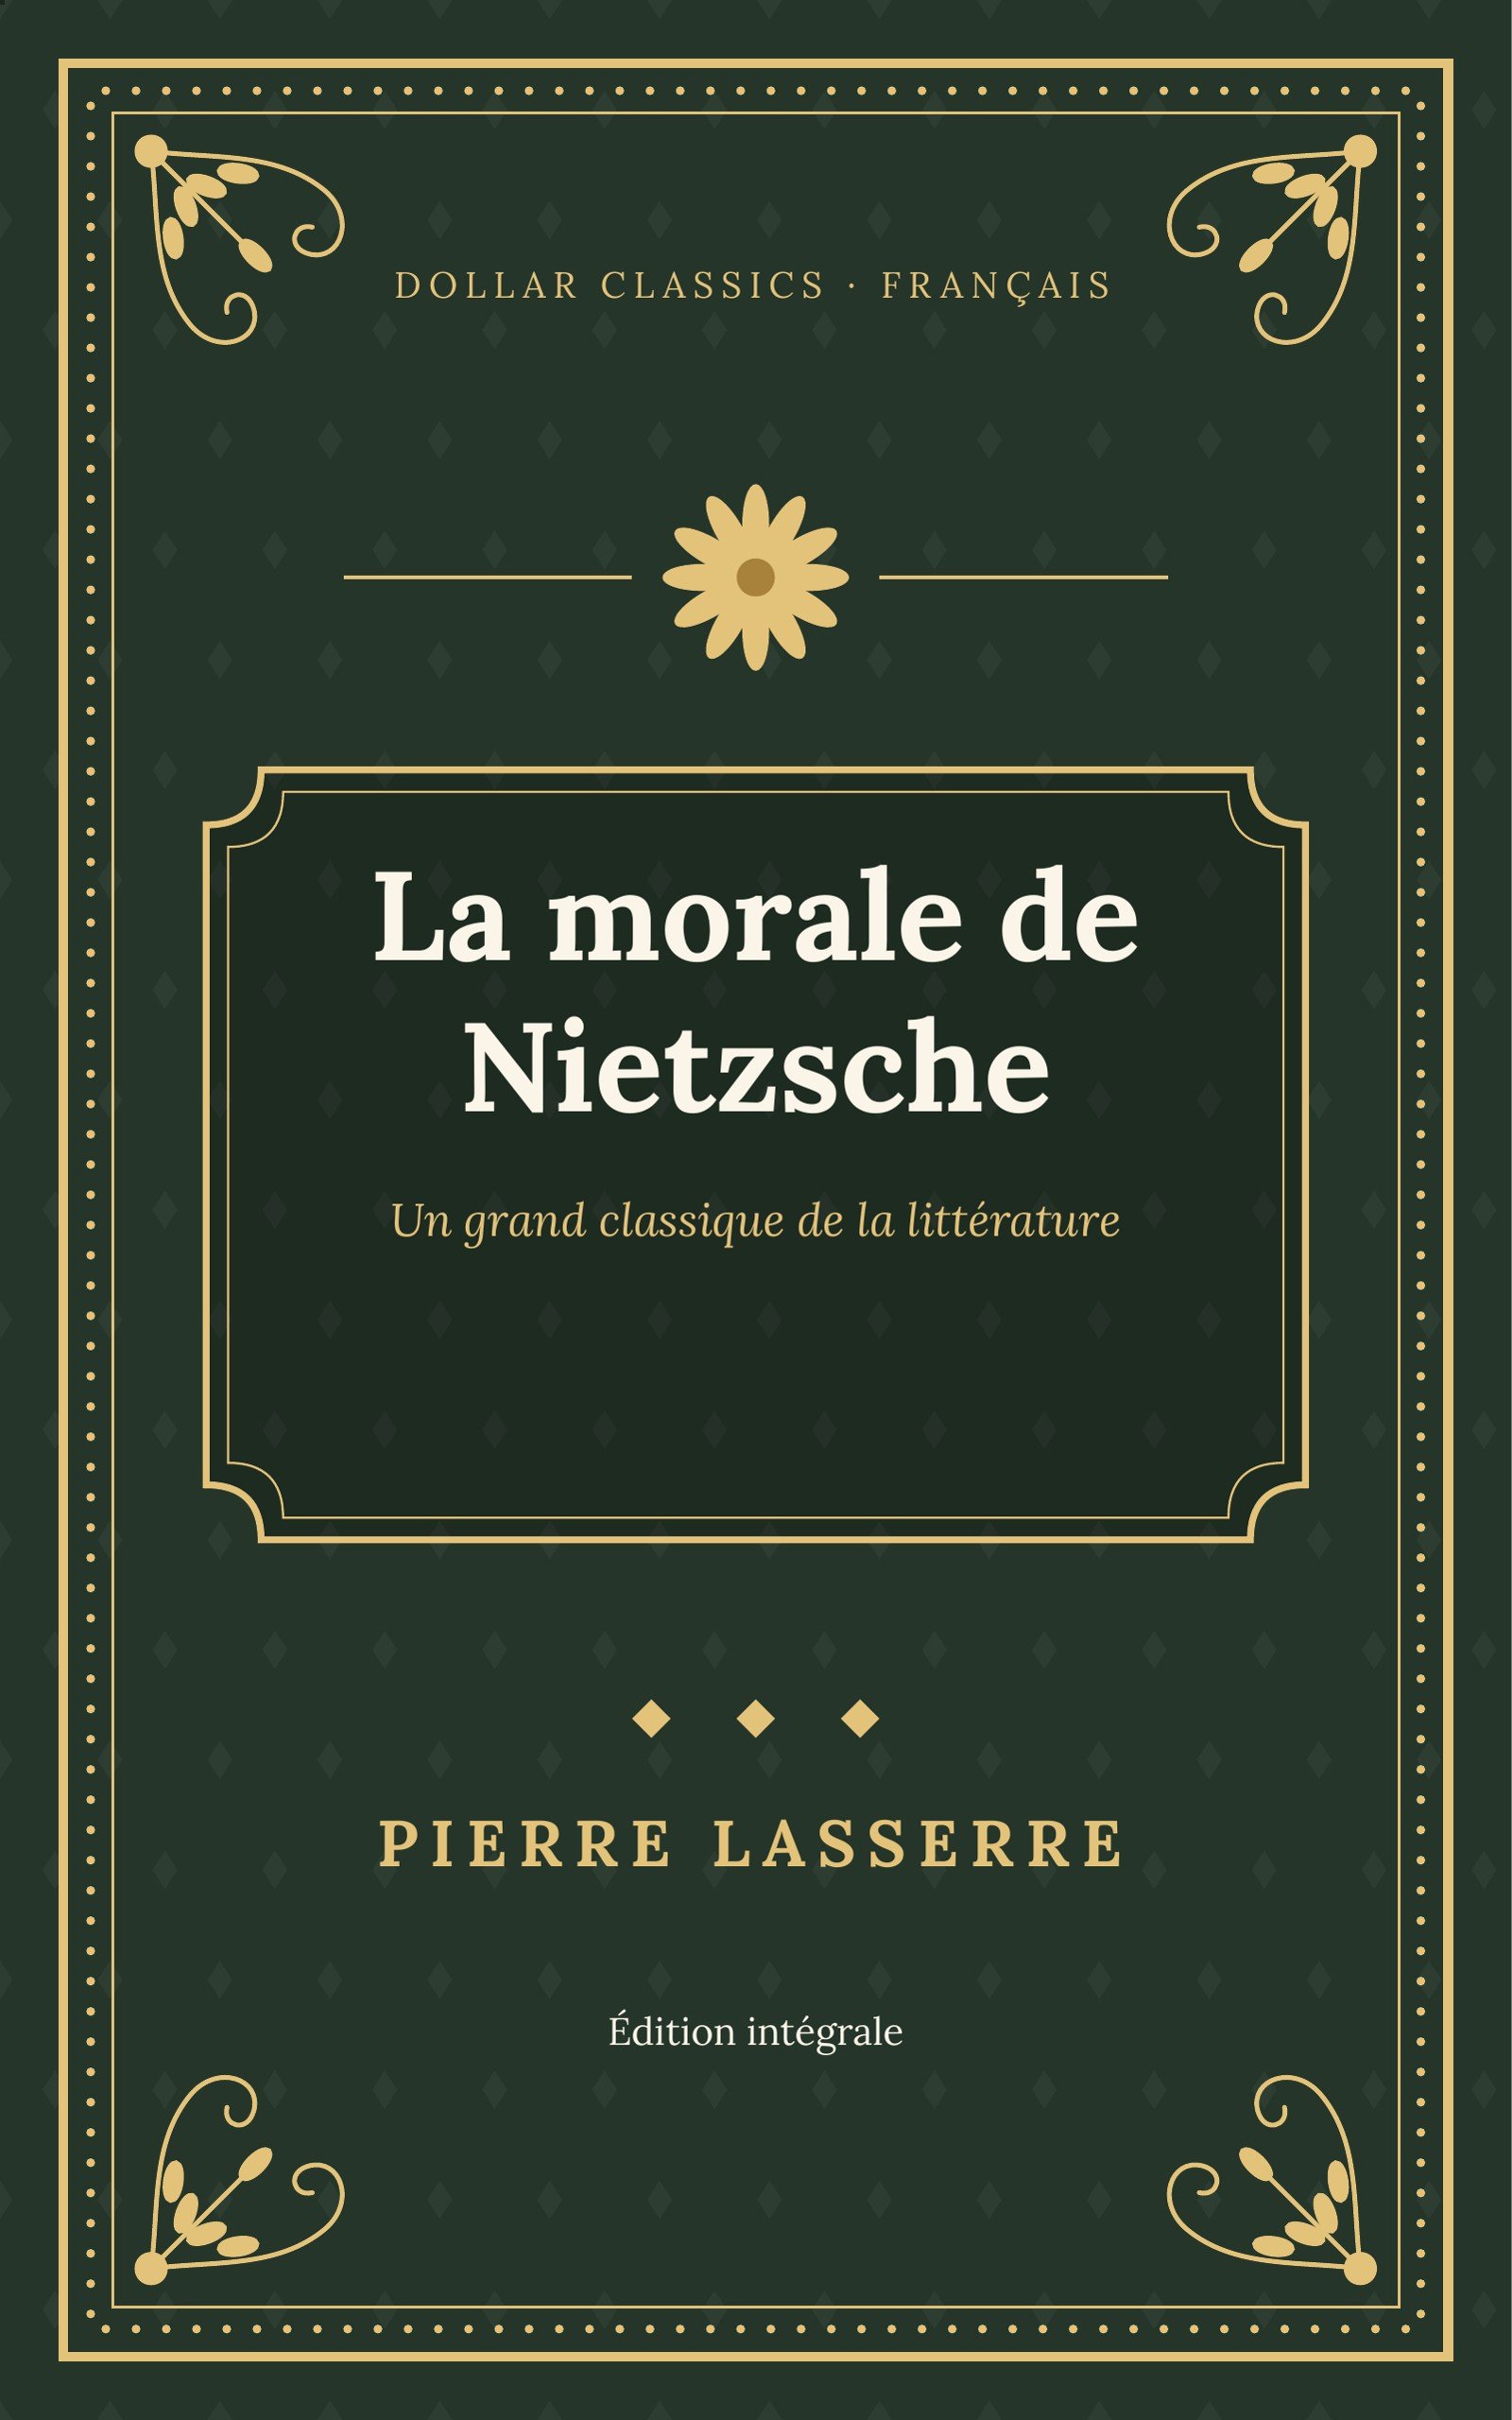 DOLLAR CLASSICS · FRANÇAIS
La morale de
Nietzsche
Un grand classique de la littérature
PIERRE LASSERRE
Édition intégrale